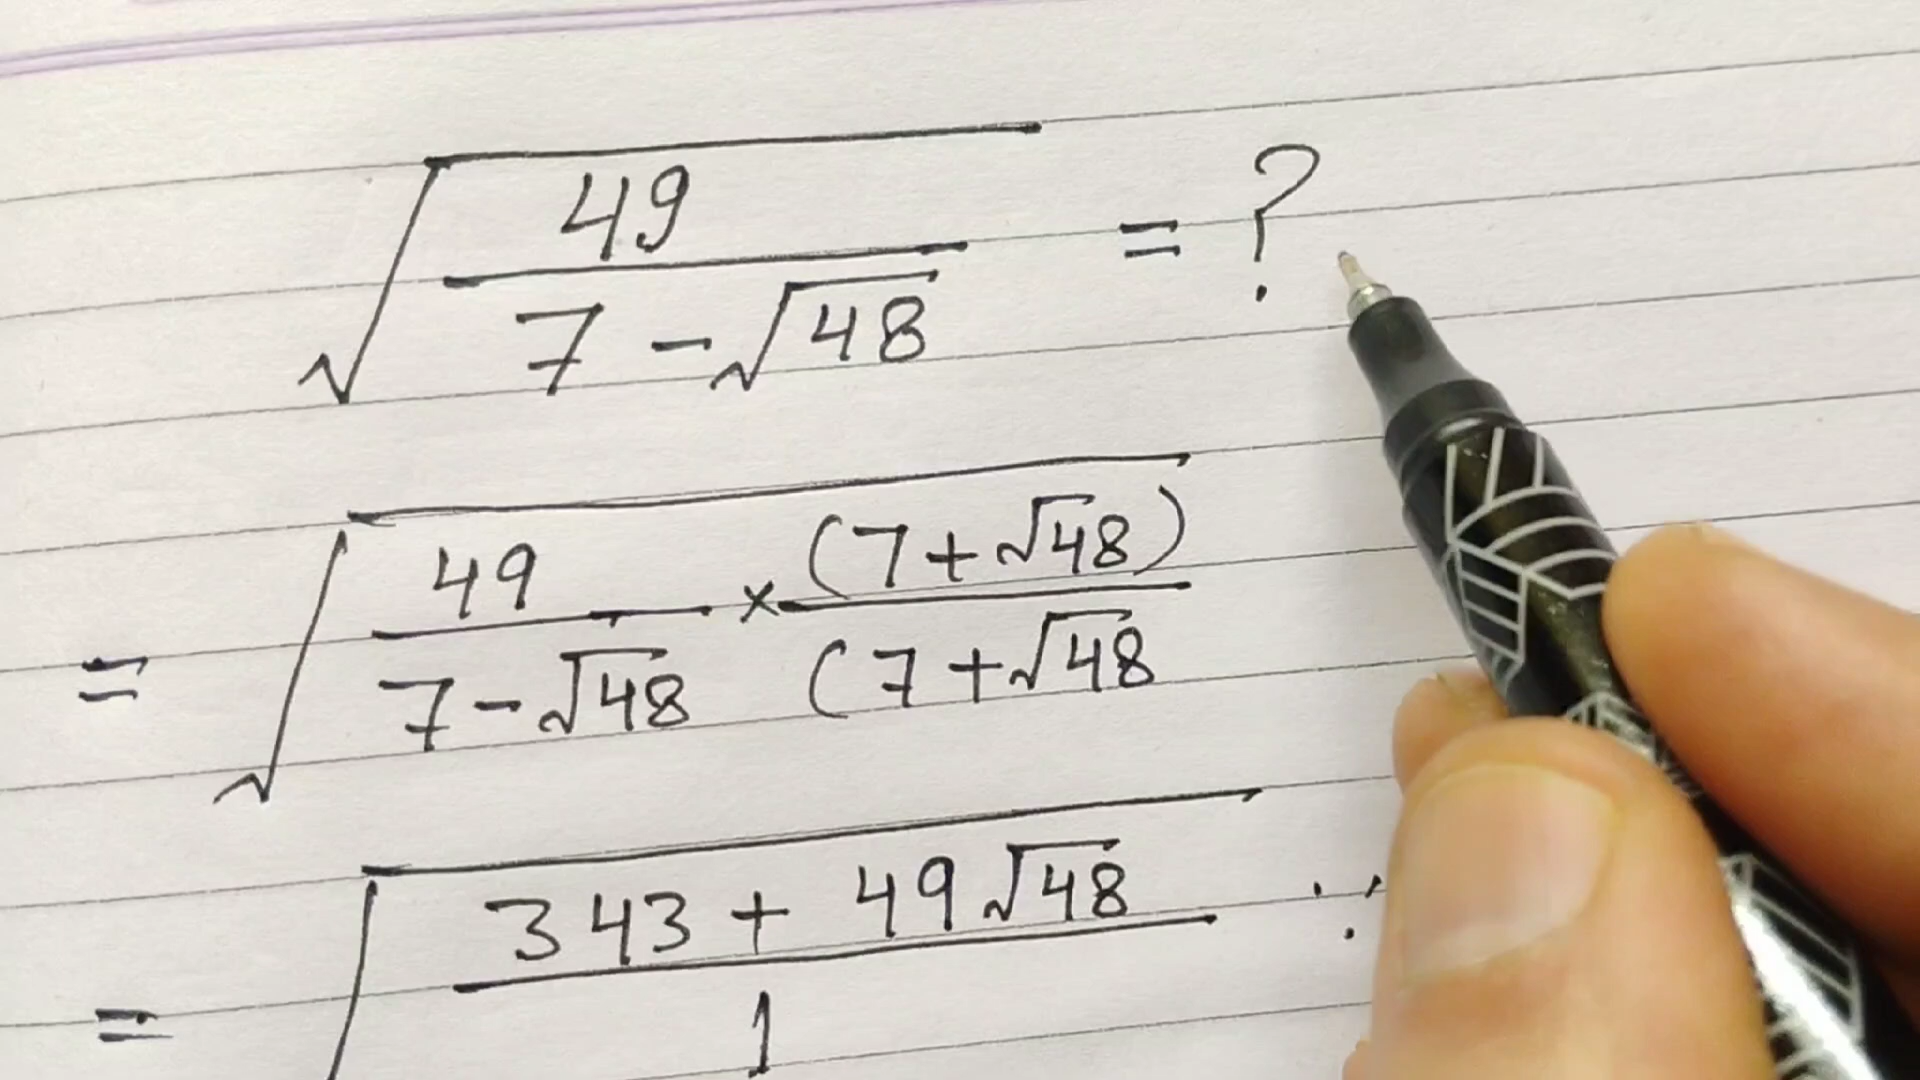 √(49/(7 - √48)) = ?
= √(49/(7 - √48) × (7 + √48)/(7 + √48)
= √((343 + 49√48)/1) ∵